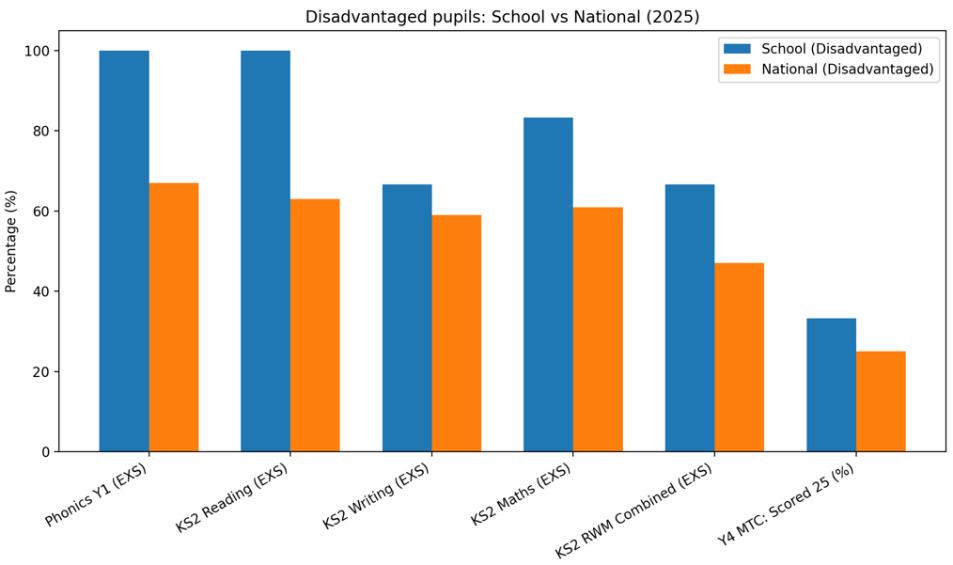 Disadvantaged pupils: School vs National (2025)
School (Disadvantaged)
National (Disadvantaged)
Percentage (%)
100
80
60
40
20
0
Phonics Y1 (EXS)
KS2 Reading (EXS)
KS2 Writing (EXS)
KS2 Maths (EXS)
KS2 RWM Combined (EXS)
Y4 MTC: Scored 25 (%)